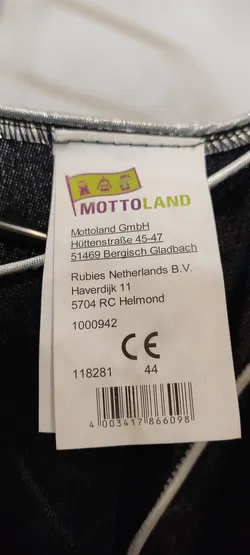 MOTTOLAND
Mottoland GmbH
Hüttenstraße 45-47
51469 Bergisch Gladbach
Rubies Netherlands B.V.
Haverdijk 11
5704 RC Helmond
1000942
CE
118281 44
4 003417 866098